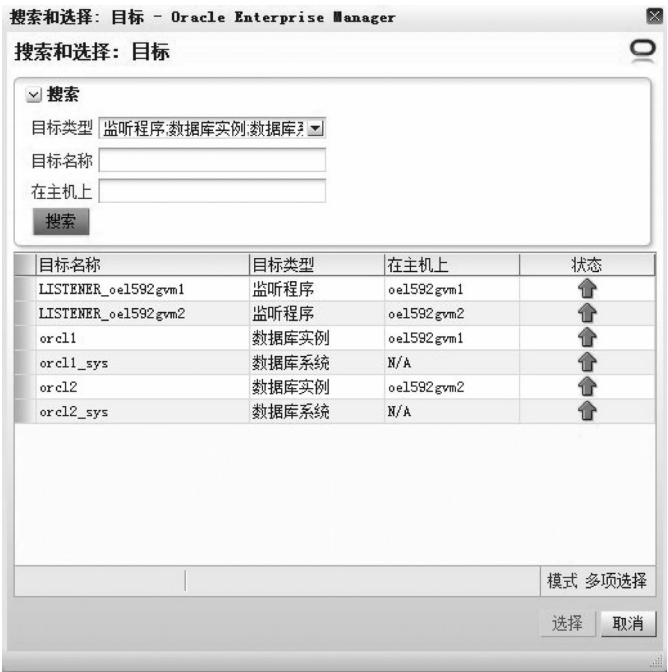 搜索和选择: 目标 - Oracle Enterprise Manager
搜索和选择: 目标
搜索
目标类型 监听程序;数据库实例;数据库系
目标名称
在主机上
搜索
目标名称 目标类型 在主机上 状态
LISTENER_oel592gvm1 监听程序 oel592gvm1
LISTENER_oel592gvm2 监听程序 oel592gvm2
orcl1 数据库实例 oel592gvm1
orcl1_sys 数据库系统 N/A
orcl2 数据库实例 oel592gvm2
orcl2_sys 数据库系统 N/A
模式 多项选择
选择 取消